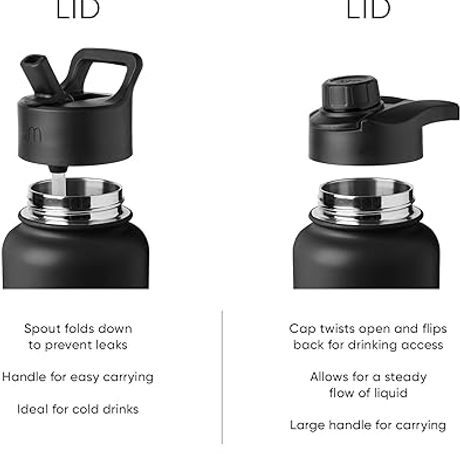 LID
LID
m
Spout folds down
to prevent leaks
Handle for easy carrying
Ideal for cold drinks
Cap twists open and flips
back for drinking access
Allows for a steady
flow of liquid
Large handle for carrying